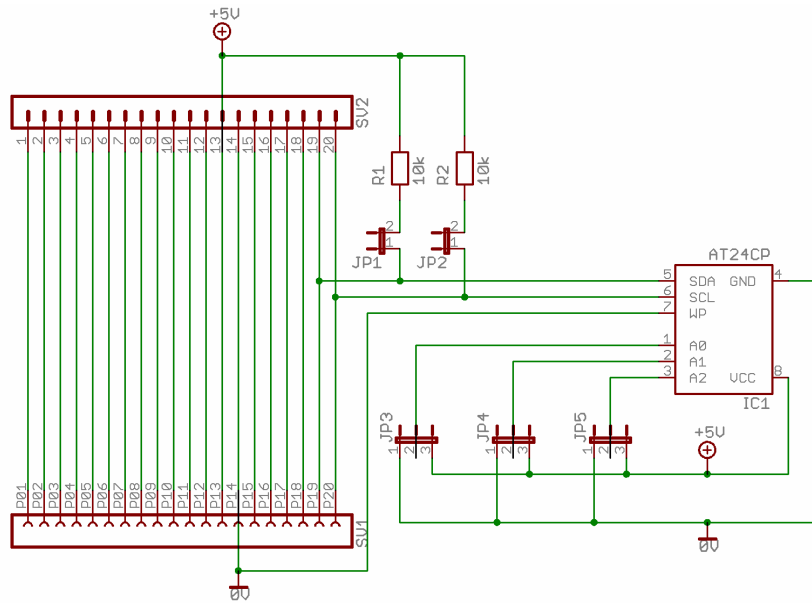 +5V
SV2
1 2 3 4 5 6 7 8 9 10 11 12 13 14 15 16 17 18 19 20
R1 10k R2 10k
2 1 2 1
JP1 JP2
AT24CP
5 SDA GND 4
6 SCL
7 WP
1 A0
2 A1
3 A2 VCC 8
IC1
JP3 JP4 JP5 +5V
1 2 3 1 2 3 1 2 3
P01 P02 P03 P04 P05 P06 P07 P08 P09 P10 P11 P12 P13 P14 P15 P16 P17 P18 P19 P20
SV1
0V
0V